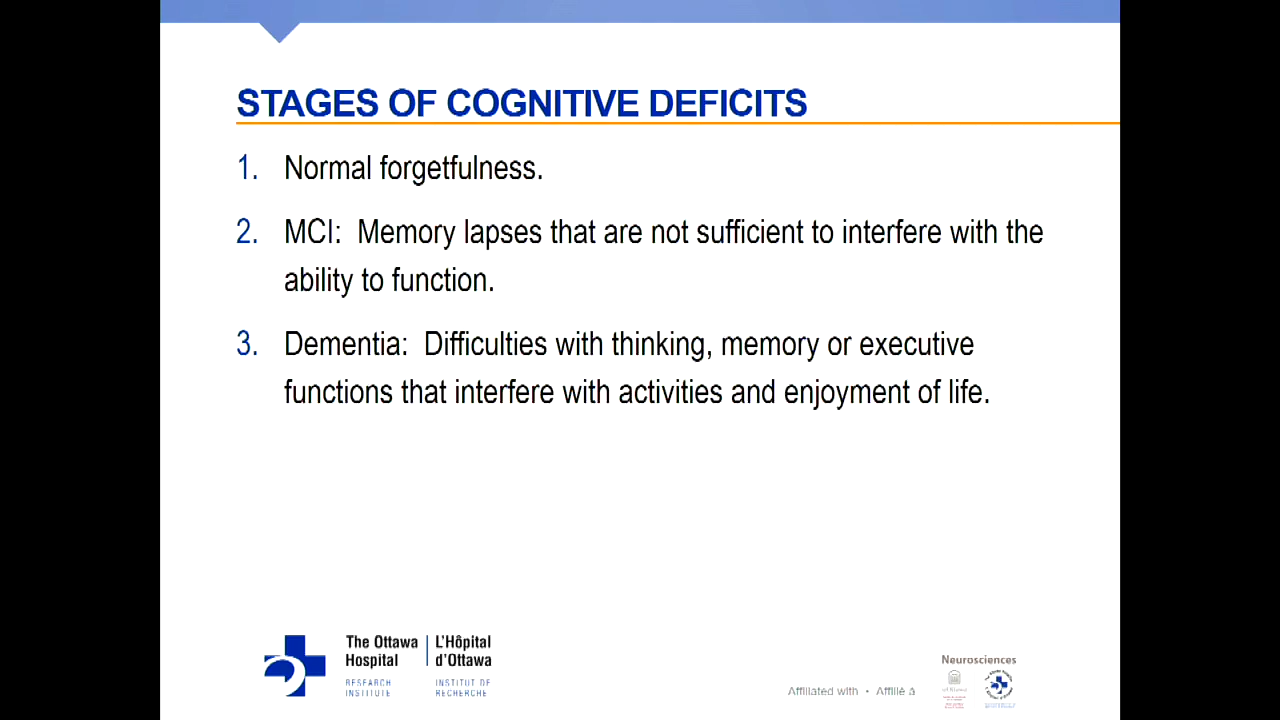 STAGES OF COGNITIVE DEFICITS
1. Normal forgetfulness.
2. MCI: Memory lapses that are not sufficient to interfere with the
ability to function.
3. Dementia: Difficulties with thinking, memory or executive
functions that interfere with activities and enjoyment of life.
The Ottawa Hospital
RESEARCH INSTITUTE
L'Hôpital d'Ottawa
INSTITUT DE RECHERCHE
Affiliated with • Affilié à
Neurosciences